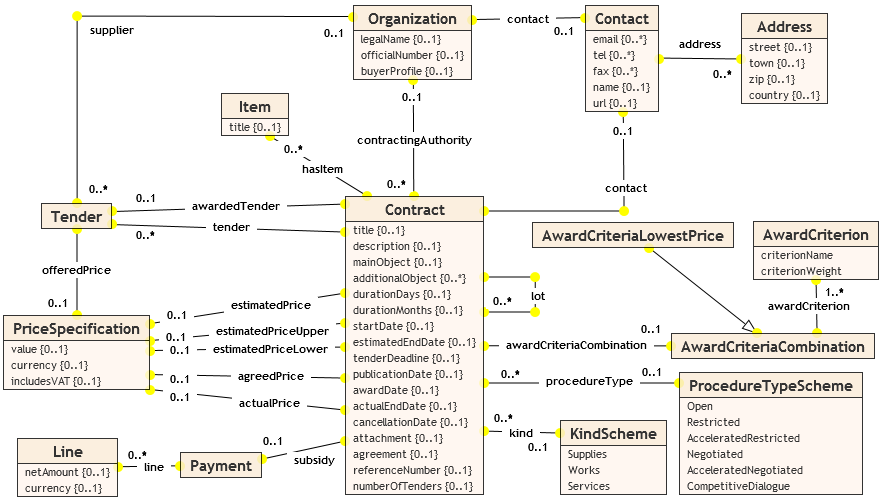 Organization
legalName {0..1}
officialNumber {0..1}
buyerProfile {0..1}
contact
0..1
Contact
email {0..*}
tel {0..*}
fax {0..*}
name {0..1}
url {0..1}
address
0..*
Address
street {0..1}
town {0..1}
zip {0..1}
country {0..1}
supplier
0..1
0..*
0..1
contractingAuthority
0..*
0..1
contact
Item
title {0..1}
0..*
hasItem
Tender
0..1
awardedTender
0..*
tender
offeredPrice
0..1
Contract
title {0..1}
description {0..1}
mainObject {0..1}
additionalObject {0..*}
durationDays {0..1}
durationMonths {0..1}
startDate {0..1}
estimatedEndDate {0..1}
tenderDeadline {0..1}
publicationDate {0..1}
awardDate {0..1}
actualEndDate {0..1}
cancellationDate {0..1}
attachment {0..1}
agreement {0..1}
referenceNumber {0..1}
numberOfTenders {0..1}
AwardCriteriaLowestPrice
AwardCriterion
criterionName
criterionWeight
1..*
awardCriterion
lot
0..*
PriceSpecification
value {0..1}
currency {0..1}
includesVAT {0..1}
0..1
estimatedPrice
0..1
estimatedPriceUpper
0..1
estimatedPriceLower
0..1
agreedPrice
0..1
actualPrice
awardCriteriaCombination
0..1
AwardCriteriaCombination
0..*
procedureType
0..1
ProcedureTypeScheme
Open
Restricted
AcceleratedRestricted
Negotiated
AcceleratedNegotiated
CompetitiveDialogue
0..*
kind
0..1
KindScheme
Supplies
Works
Services
Line
netAmount {0..1}
currency {0..1}
0..*
line
Payment
0..1
subsidy